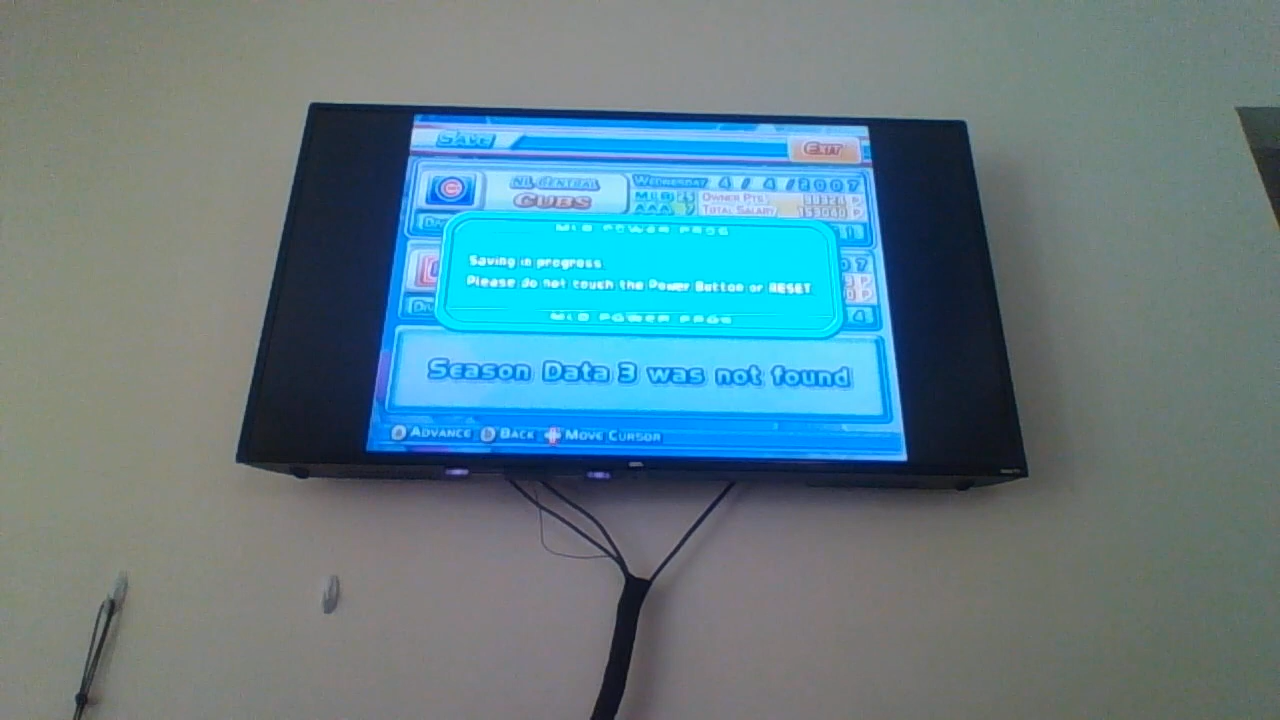 SAVE
EXIT
NL CENTRAL
CUBS
WEDNESDAY 4/4/2007
MLB
AAA
OWNER PTS.
TOTAL SALARY
MLB POWER PROS
Saving in progress.
Please do not touch the Power Button or RESET.
MLB POWER PROS
Season Data 3 was not found
ADVANCE BACK MOVE CURSOR